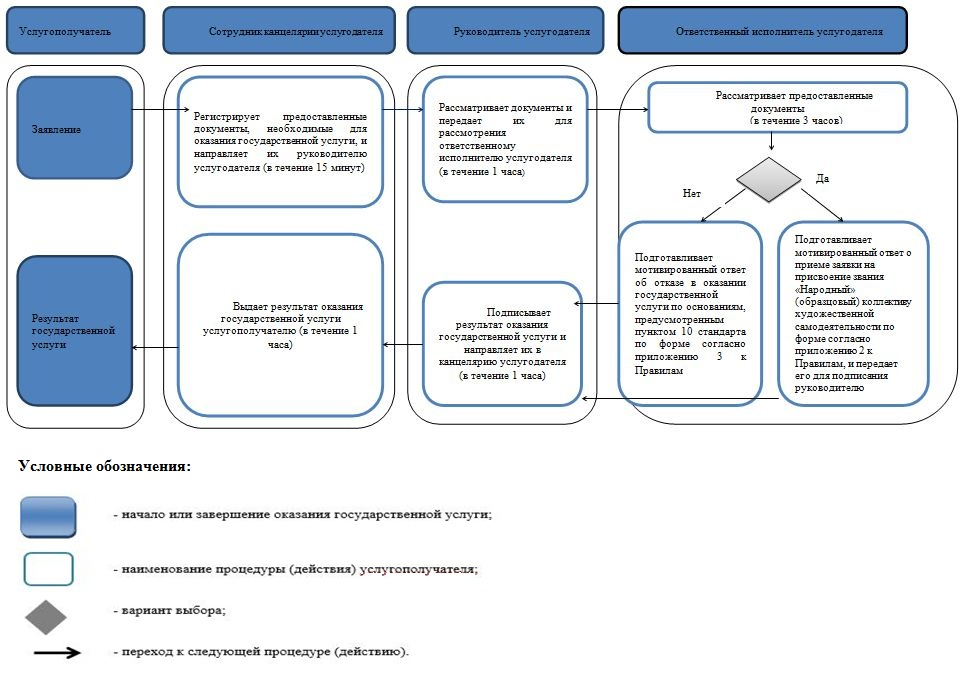 Услугополучатель
Сотрудник канцелярии услугодателя
Руководитель услугодателя
Ответственный исполнитель услугодателя
Заявление
Регистрирует предоставленные
документы, необходимые для
оказания государственной услуги, и
направляет их руководителю
услугодателя (в течение 15 минут)
Рассматривает документы и
передает их для
рассмотрения
ответственному
исполнителю услугодателя
(в течение 1 часа)
Рассматривает предоставленные
документы
(в течение 3 часов)
Нет
Да
Подготавливает
мотивированный ответ
об отказе в оказании
государственной
услуги по основаниям,
предусмотренным
пунктом 10 стандарта
по форме согласно
приложению 3 к
Правилам
Подготавливает
мотивированный ответ о
приеме заявки на
присвоение звания
«Народный»
(образцовый) коллективу
художественной
самодеятельности по
форме согласно
приложению 2 к
Правилам, и передает
его для подписания
руководителю
Подписывает
результат оказания
государственной услуги и
направляет их в
канцелярию услугодателя
(в течение 1 часа)
Выдает результат оказания
государственной услуги
услугополучателю (в течение 1
часа)
Результат
государственной
услуги
Условные обозначения:
- начало или завершение оказания государственной услуги;
- наименование процедуры (действия) услугополучателя;
- вариант выбора;
- переход к следующей процедуре (действию).